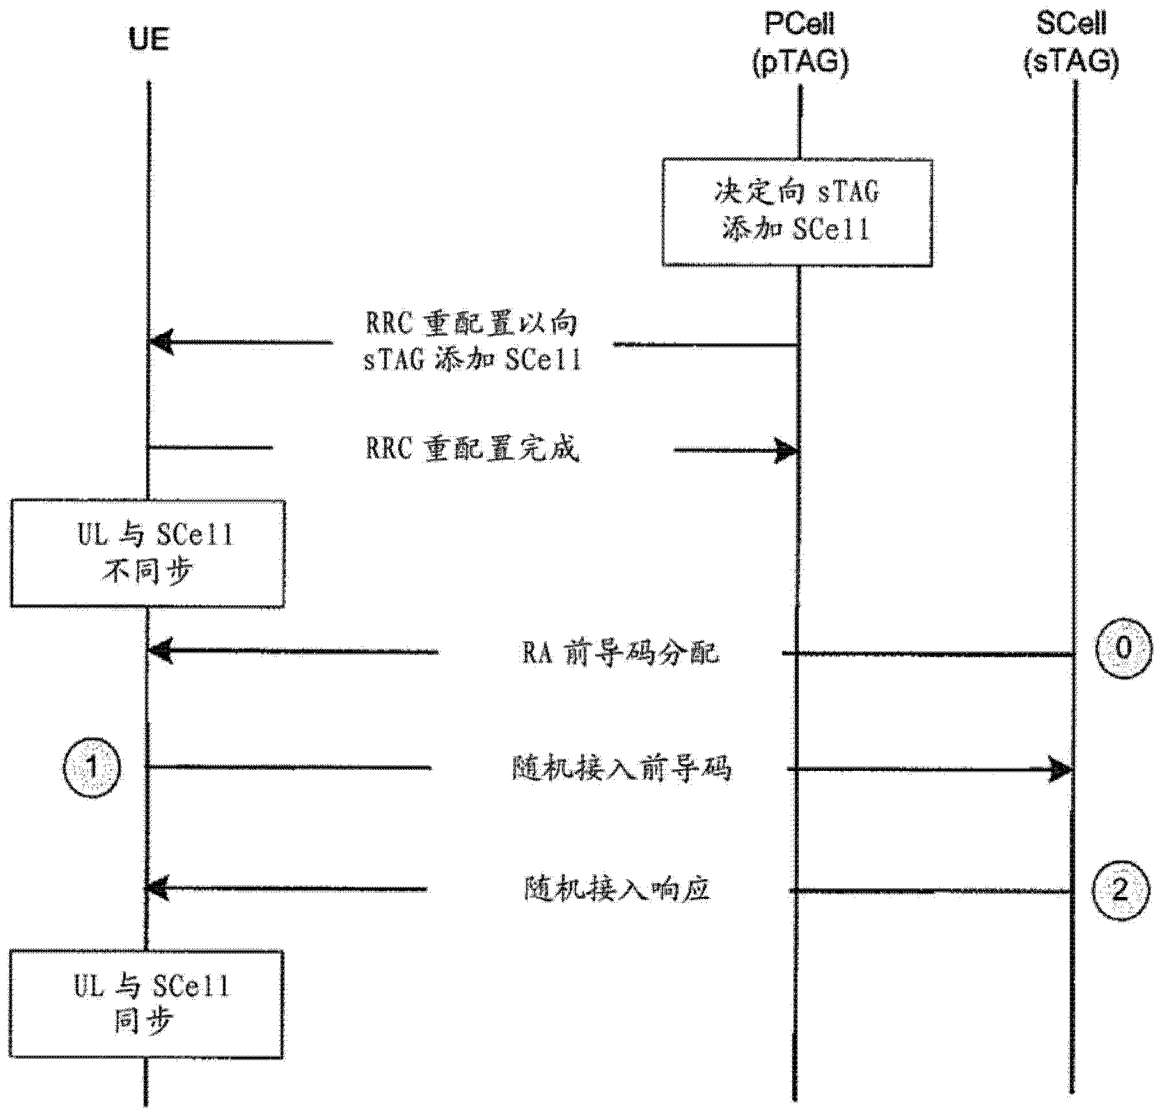 UE
PCell
(pTAG)
SCell
(sTAG)
决定向 sTAG
添加 SCell
RRC 重配置以向
sTAG 添加 SCell
RRC 重配置完成
UL 与 SCell
不同步
RA 前导码分配
0
1
随机接入前导码
随机接入响应
2
UL 与 SCell
同步